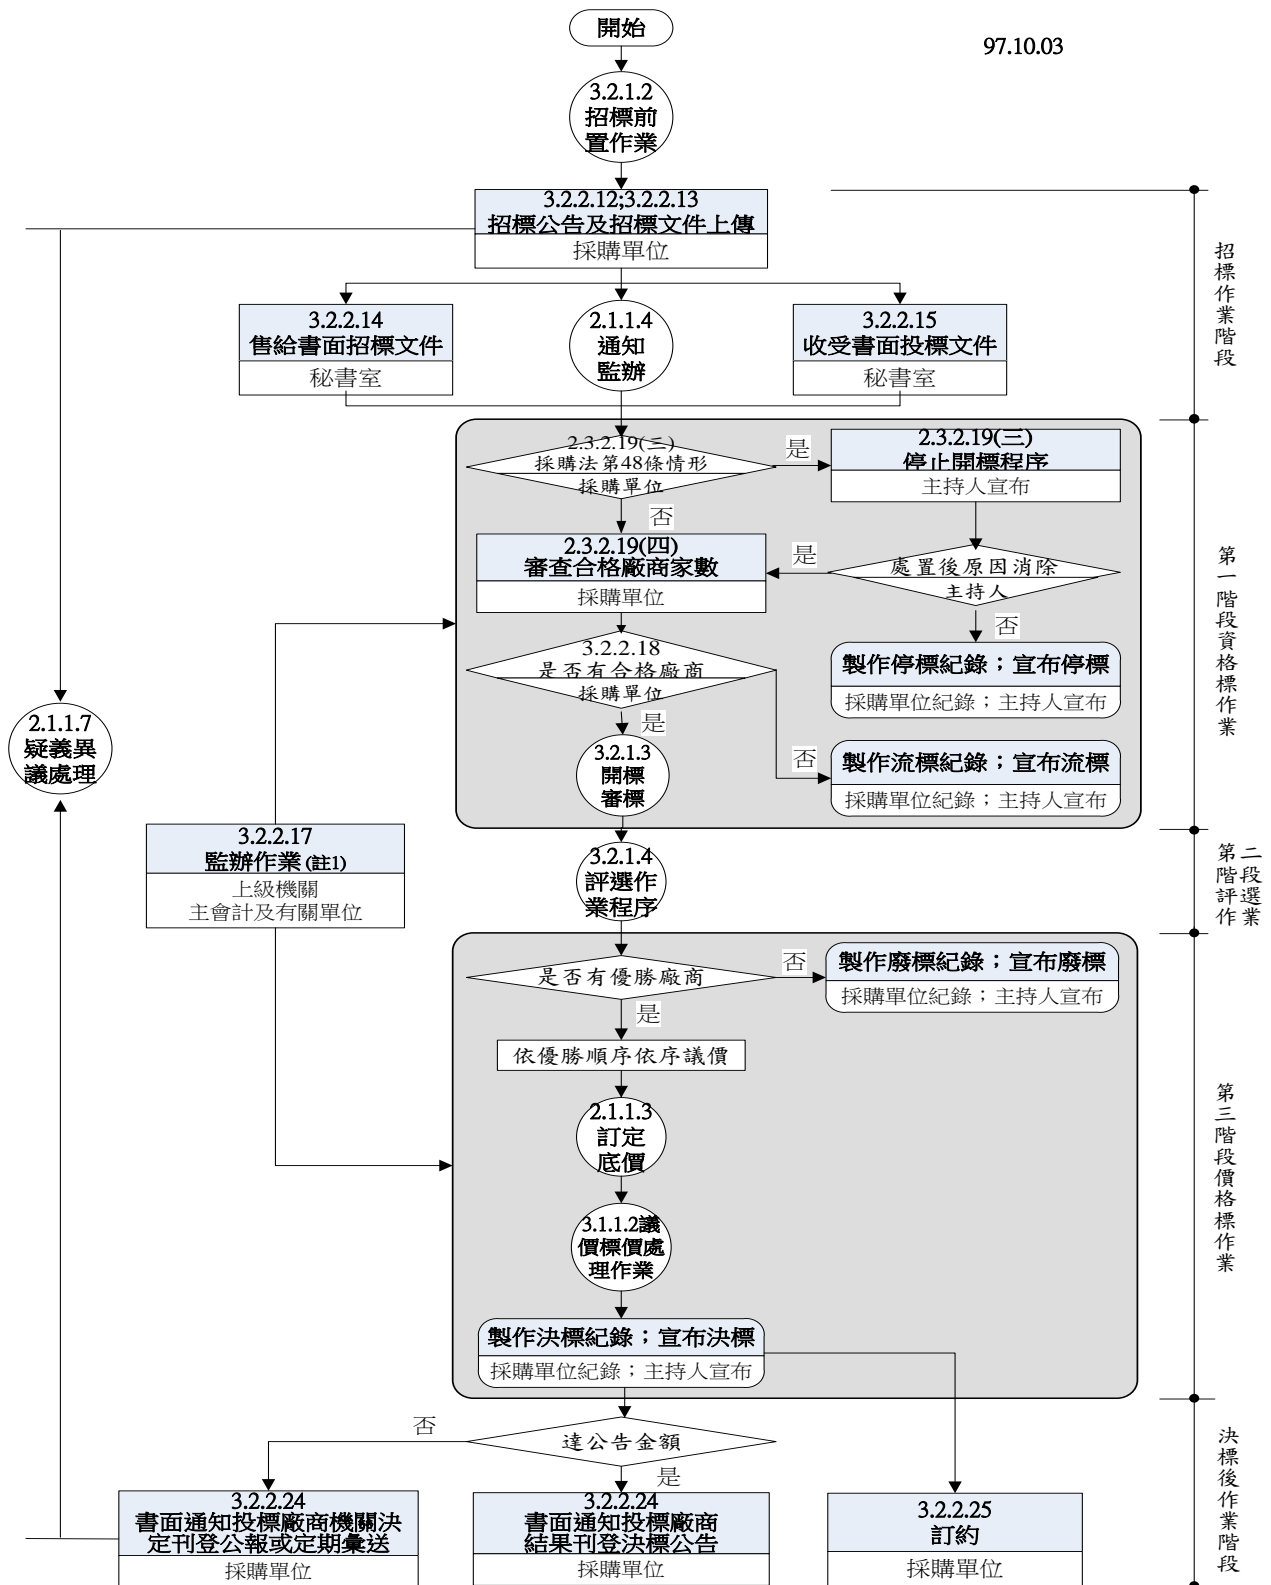 開始
97.10.03
3.2.1.2
招標前
置作業
3.2.2.12;3.2.2.13
招標公告及招標文件上傳
採購單位
招標作業階段
3.2.2.14
售給書面招標文件
秘書室
2.1.1.4
通知
監辦
3.2.2.15
收受書面投標文件
秘書室
2.3.2.19(三)
採購法第48條情形
採購單位
是
2.3.2.19(三)
停止開標程序
主持人宣布
否
2.3.2.19(四)
審查合格廠商家數
採購單位
是
處置後原因消除
主持人
否
第一階段資格標作業
3.2.2.18
是否有合格廠商
採購單位
製作停標紀錄；宣布停標
採購單位紀錄；主持人宣布
是
2.1.1.7
疑義異
議處理
3.2.1.3
開標
審標
否
製作流標紀錄；宣布流標
採購單位紀錄；主持人宣布
3.2.2.17
監辦作業(註1)
上級機關
主會計及有關單位
3.2.1.4
評選作
業程序
第二
階段
評選
作業
是否有優勝廠商
否
製作廢標紀錄；宣布廢標
採購單位紀錄；主持人宣布
是
依優勝順序依序議價
2.1.1.3
訂定
底價
第三階段價格標作業
3.1.1.2議
價標價處
理作業
製作決標紀錄；宣布決標
採購單位紀錄；主持人宣布
否
達公告金額
是
決標後作業階段
3.2.2.24
書面通知投標廠商機關決
定刊登公報或定期彙送
採購單位
3.2.2.24
書面通知投標廠商
結果刊登決標公告
採購單位
3.2.2.25
訂約
採購單位